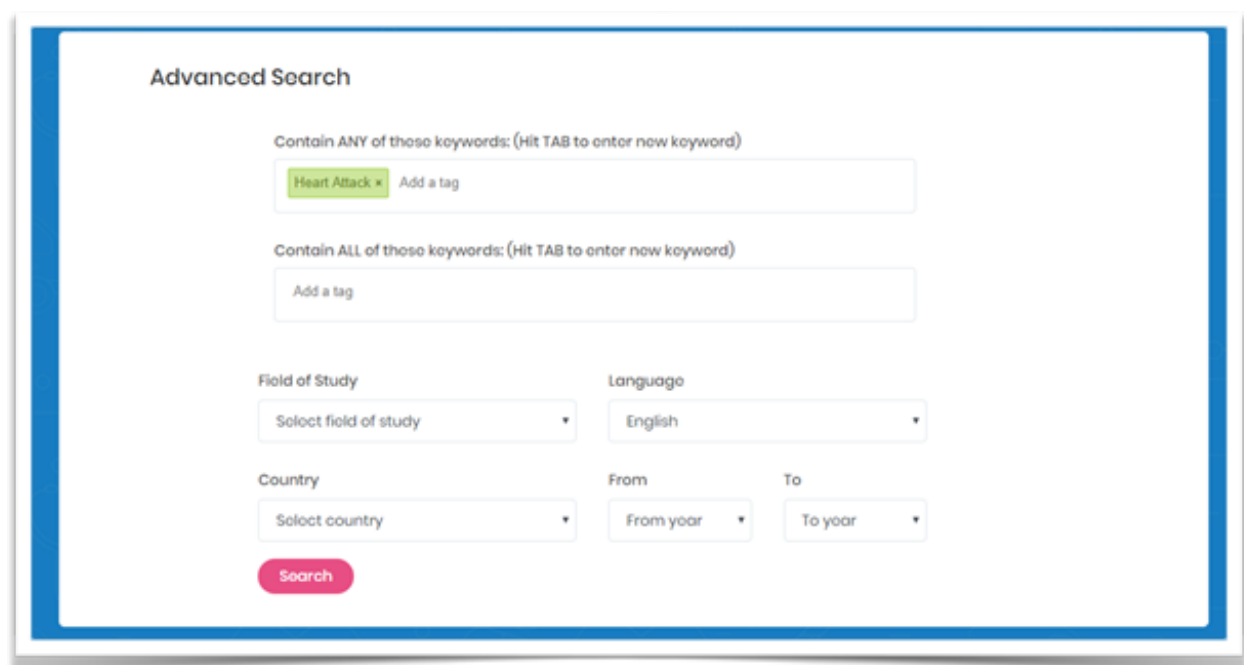 Advanced Search
Contain ANY of these keywords: (Hit TAB to enter new keyword)
Heart Attack × Add a tag
Contain ALL of these keywords: (Hit TAB to enter new keyword)
Add a tag
Field of Study Language
Select field of study English
Country From To
Select country From year To year
Search